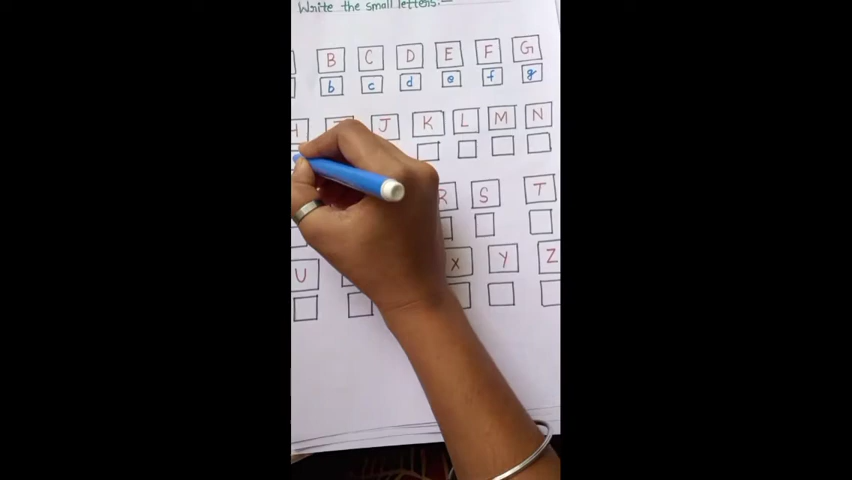 Write the small letters.—
B C D E F G
b c d e f g
H J K L M N
R S T
U X Y Z